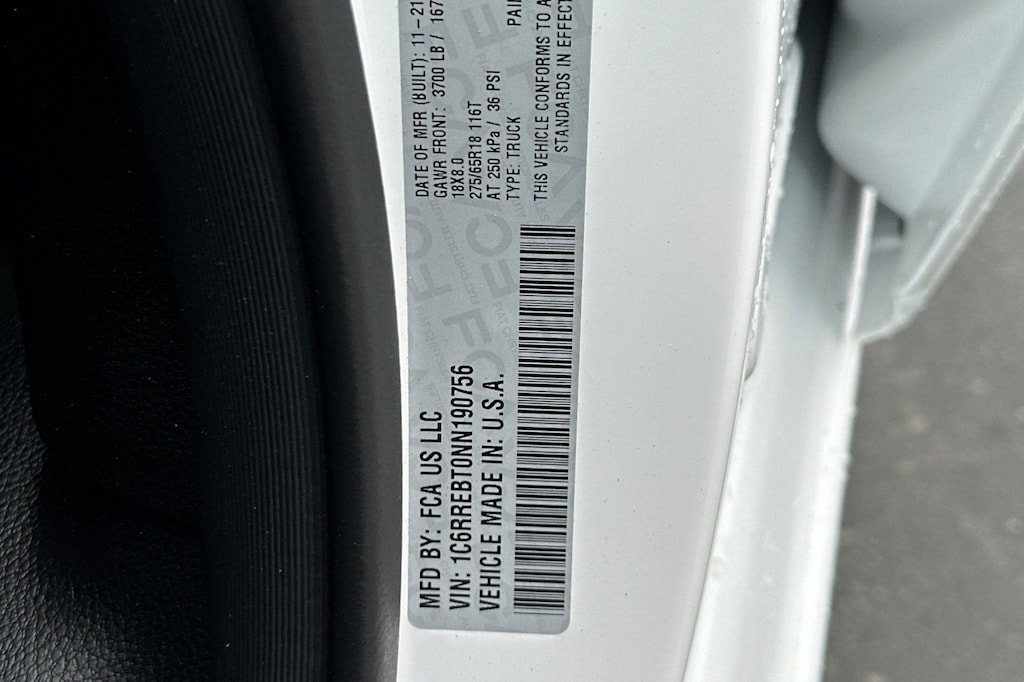 MFD BY: FCA US LLC
VIN: 1C6RREBT0NN190756
VEHICLE MADE IN: U.S.A.
DATE OF MFR (BUILT): 11-21
GAWR FRONT: 3700 LB / 167
18X8.0
275/65R18 116T
AT 250 kPa / 36 PSI
TYPE: TRUCK
THIS VEHICLE CONFORMS TO A
STANDARDS IN EFFECT